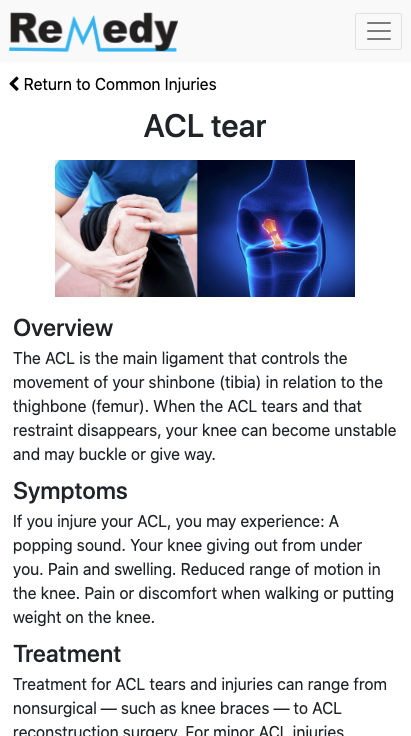 Remedy
Return to Common Injuries
ACL tear
Overview
The ACL is the main ligament that controls the
movement of your shinbone (tibia) in relation to the
thighbone (femur). When the ACL tears and that
restraint disappears, your knee can become unstable
and may buckle or give way.
Symptoms
If you injure your ACL, you may experience: A
popping sound. Your knee giving out from under
you. Pain and swelling. Reduced range of motion in
the knee. Pain or discomfort when walking or putting
weight on the knee.
Treatment
Treatment for ACL tears and injuries can range from
nonsurgical — such as knee braces — to ACL
reconstruction surgery. For minor ACL injuries